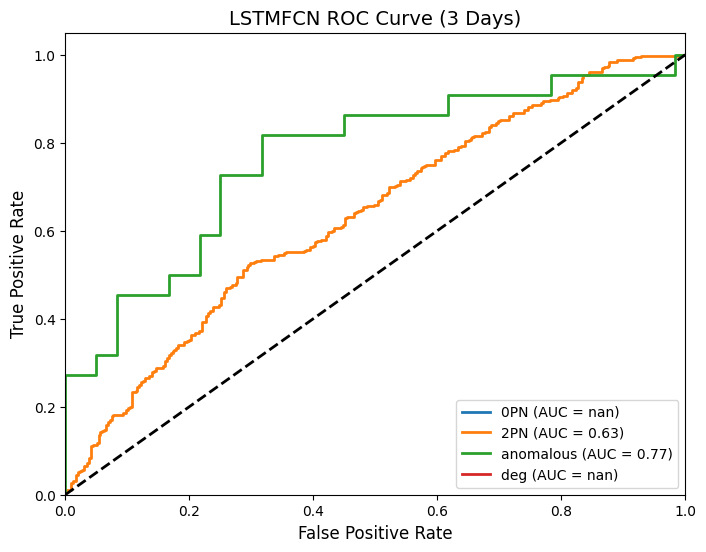 LSTMFCN ROC Curve (3 Days)
True Positive Rate
1.0
0.8
0.6
0.4
0.2
0.0
0PN (AUC = nan)
2PN (AUC = 0.63)
anomalous (AUC = 0.77)
deg (AUC = nan)
0.0 0.2 0.4 0.6 0.8 1.0
False Positive Rate